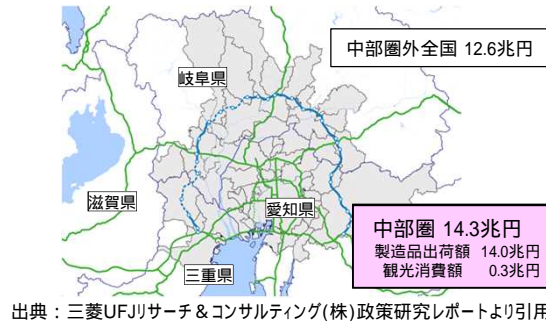 中部圏外全国 12.6兆円
岐阜県
滋賀県
愛知県
中部圏 14.3兆円
製造品出荷額 14.0兆円
観光消費額 0.3兆円
三重県
出典：三菱UFJリサーチ＆コンサルティング(株)政策研究レポートより引用